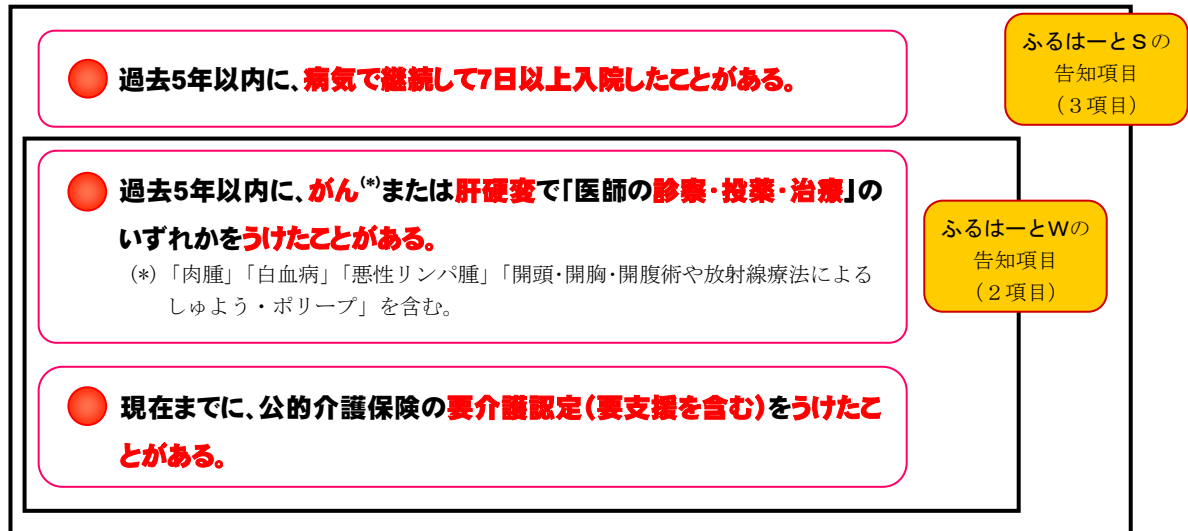 ふるはーとSの
告知項目
(3項目)
過去5年以内に、病気で継続して7日以上入院したことがある。
過去5年以内に、がん(*)または肝硬変で「医師の診察・投薬・治療」の
いずれかをうけたことがある。
(*)「肉腫」「白血病」「悪性リンパ腫」「開頭・開胸・開腹術や放射線療法による
しゅよう・ポリープ」を含む。
ふるはーとWの
告知項目
(2項目)
現在までに、公的介護保険の要介護認定(要支援を含む)をうけたこ
とがある。